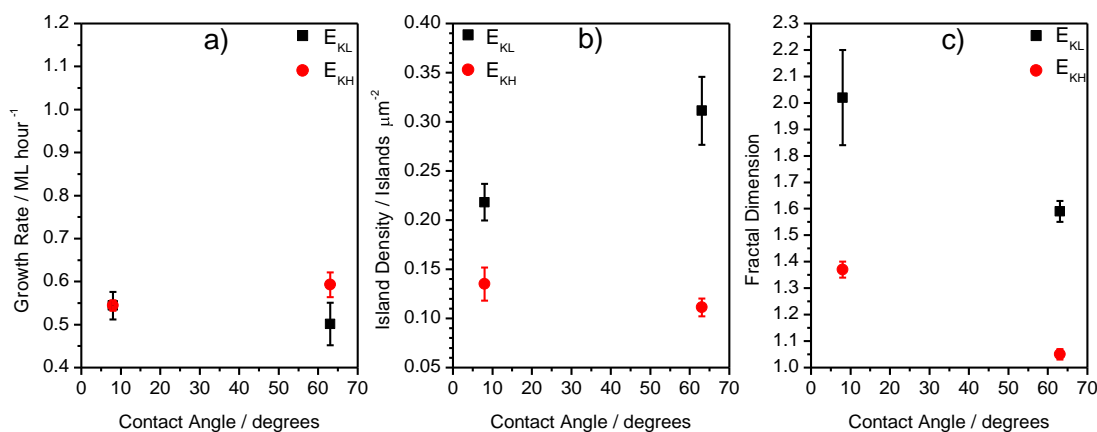 a)
E_KL
E_KH
Growth Rate / ML hour⁻¹
1.2
1.1
1.0
0.9
0.8
0.7
0.6
0.5
0.4
0 10 20 30 40 50 60 70
Contact Angle / degrees
b)
E_KL
E_KH
Island Density / Islands μm⁻²
0.40
0.35
0.30
0.25
0.20
0.15
0.10
0.05
0 10 20 30 40 50 60 70
Contact Angle / degrees
c)
E_KL
E_KH
Fractal Dimension
2.3
2.2
2.1
2.0
1.9
1.8
1.7
1.6
1.5
1.4
1.3
1.2
1.1
1.0
0 10 20 30 40 50 60 70
Contact Angle / degrees